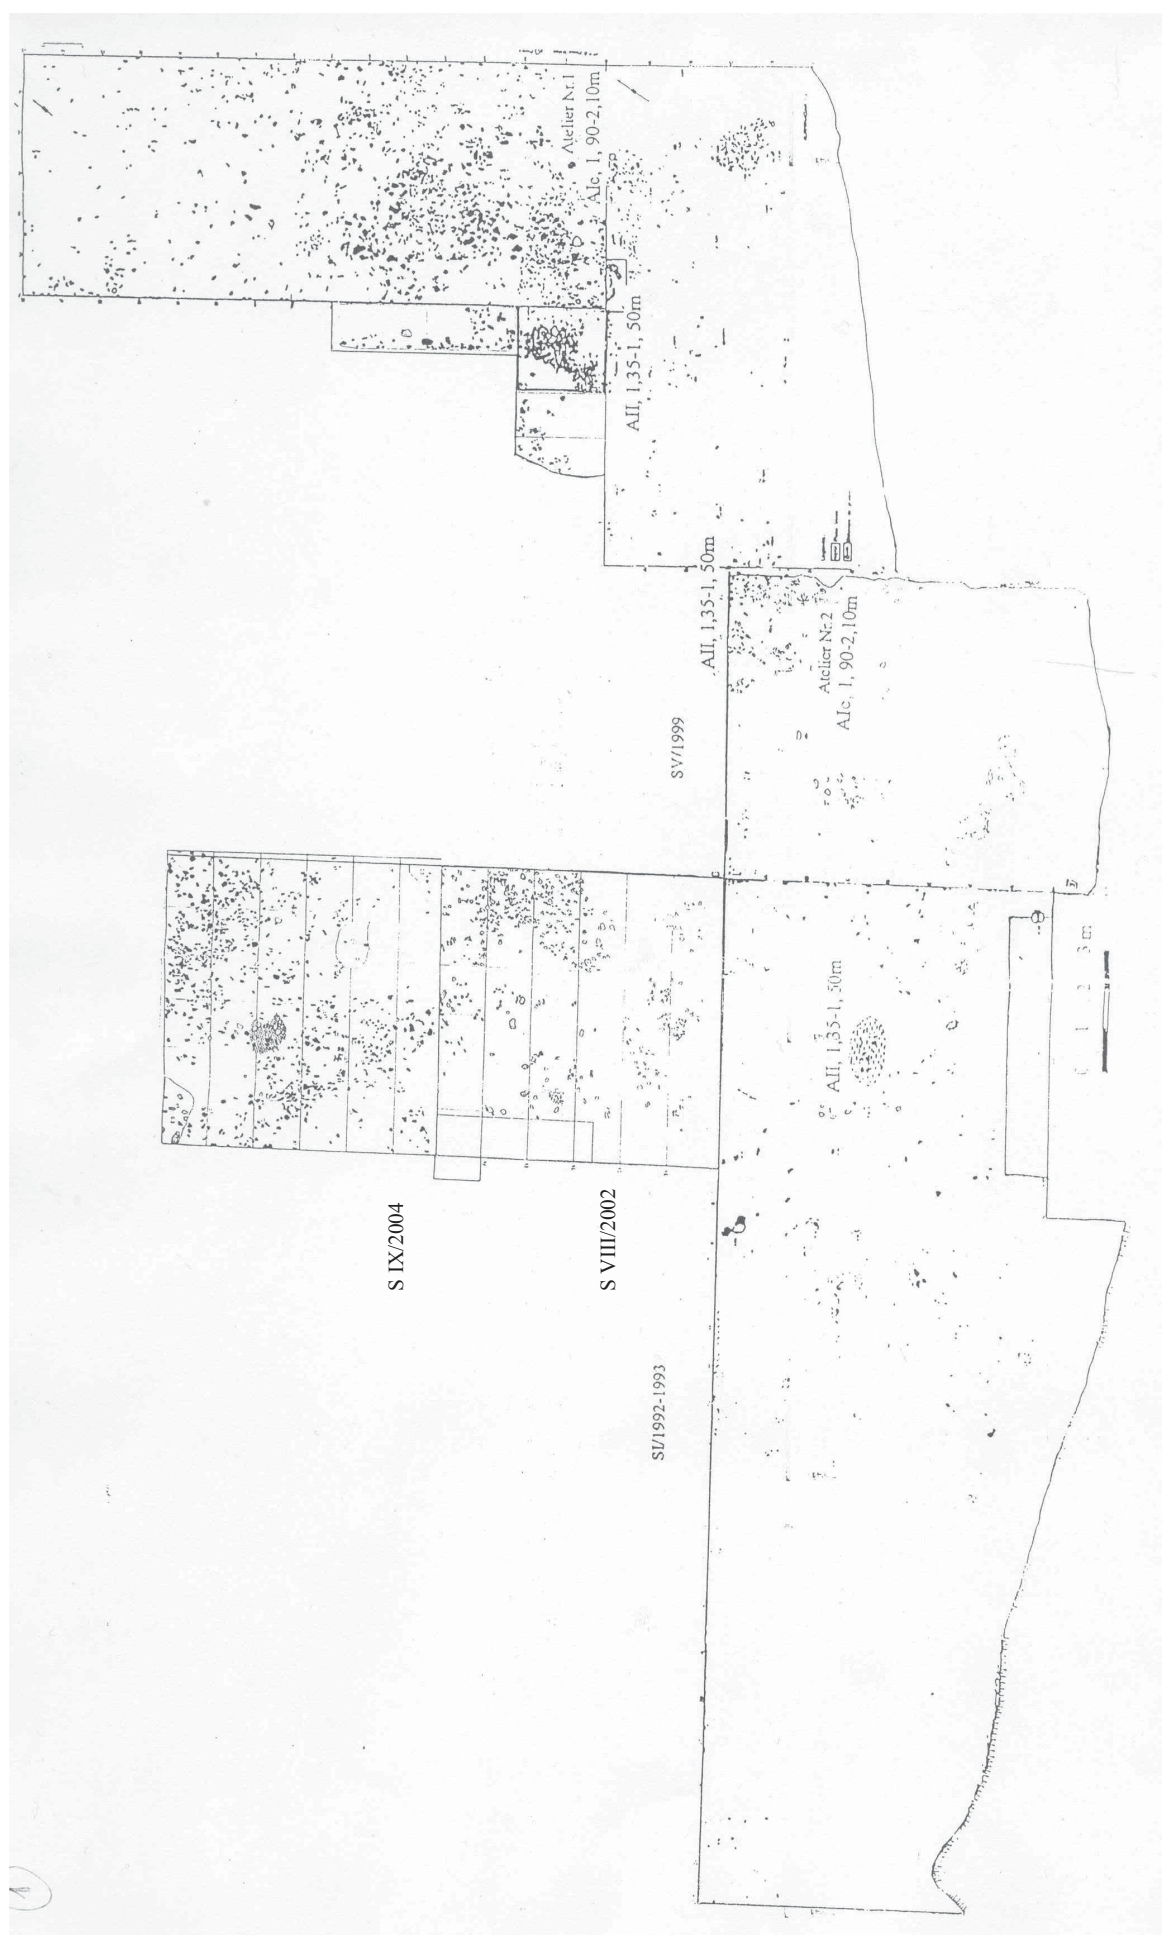 Atelier Nr.1
AIc, 1, 90-2,10m
AII, 1,35-1, 50m
AII, 1,35-1, 50m
Atelier Nr.2
AIc, 1, 90-2,10m
SV/1999
AII, 1,35-1, 50m
S IX/2004
S VIII/2002
SI/1992-1993
0 1 2 3m